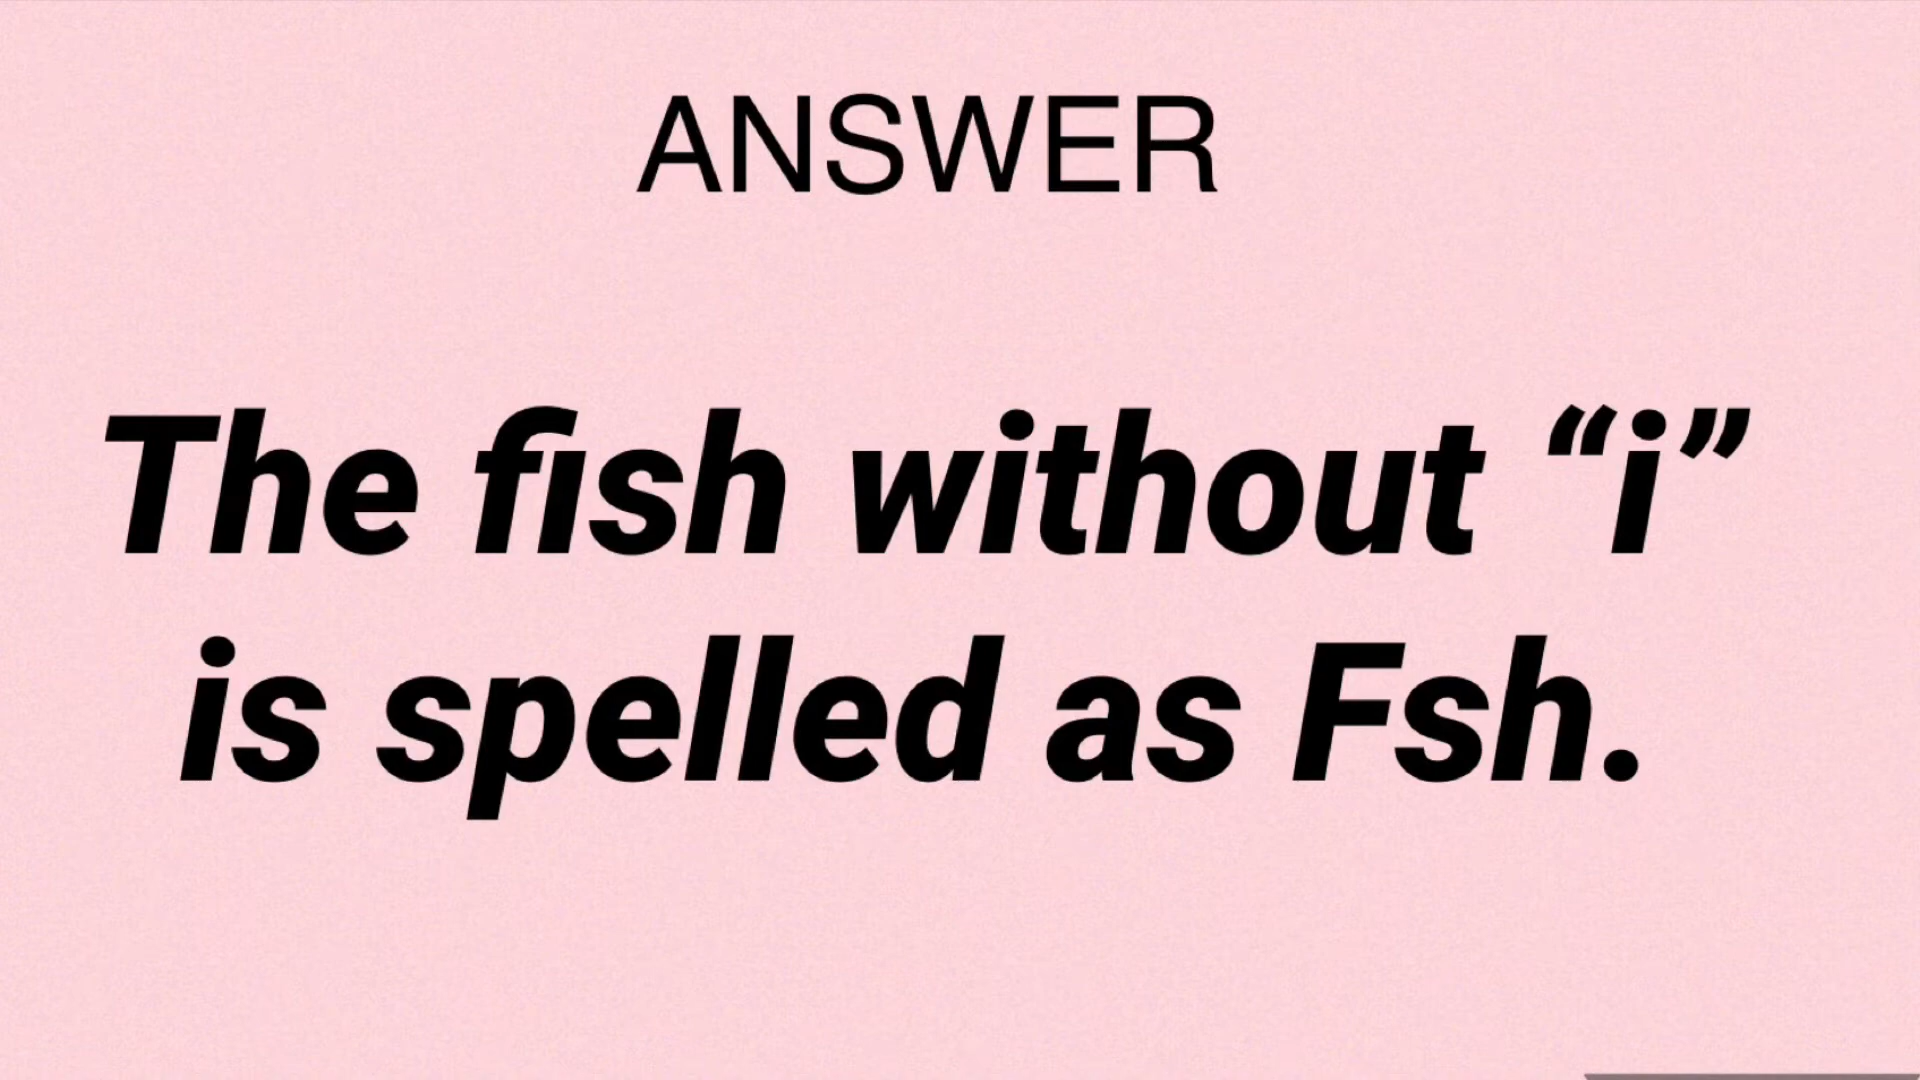 ANSWER
The fish without “i”
is spelled as Fsh.